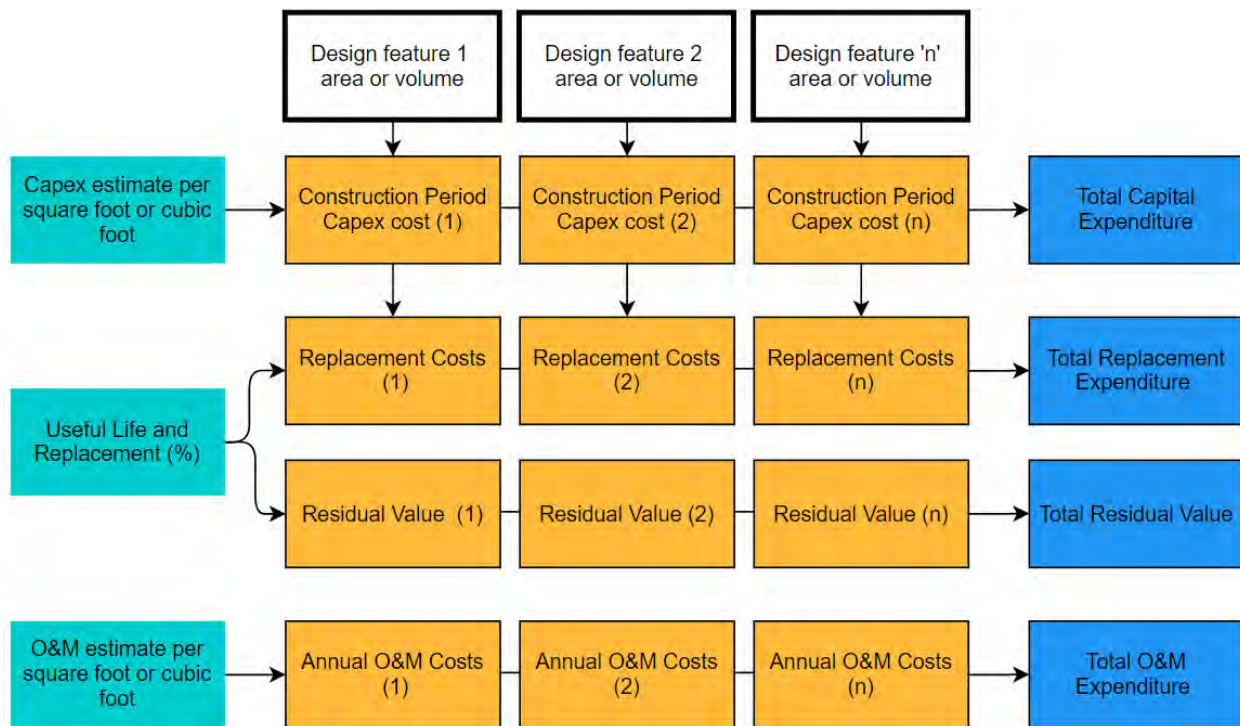 Design feature 1
area or volume
Design feature 2
area or volume
Design feature 'n'
area or volume
Capex estimate per
square foot or cubic
foot
Construction Period
Capex cost (1)
Construction Period
Capex cost (2)
Construction Period
Capex cost (n)
Total Capital
Expenditure
Useful Life and
Replacement (%)
Replacement Costs
(1)
Replacement Costs
(2)
Replacement Costs
(n)
Total Replacement
Expenditure
Residual Value (1)
Residual Value (2)
Residual Value (n)
Total Residual Value
O&M estimate per
square foot or cubic
foot
Annual O&M Costs
(1)
Annual O&M Costs
(2)
Annual O&M Costs
(n)
Total O&M
Expenditure